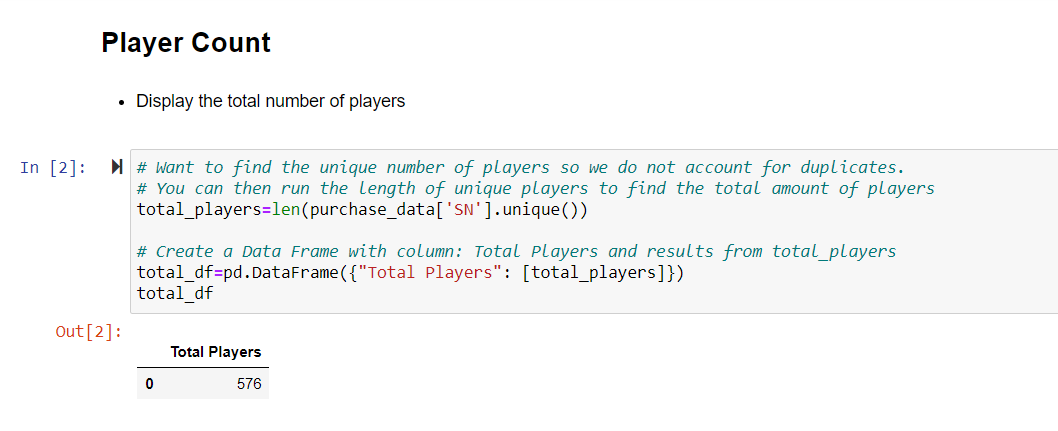 Player Count
• Display the total number of players
In [2]:
# Want to find the unique number of players so we do not account for duplicates.
# You can then run the length of unique players to find the total amount of players
total_players=len(purchase_data['SN'].unique())
# Create a Data Frame with column: Total Players and results from total_players
total_df=pd.DataFrame({"Total Players": [total_players]})
total_df
Out[2]:
Total Players
0 576